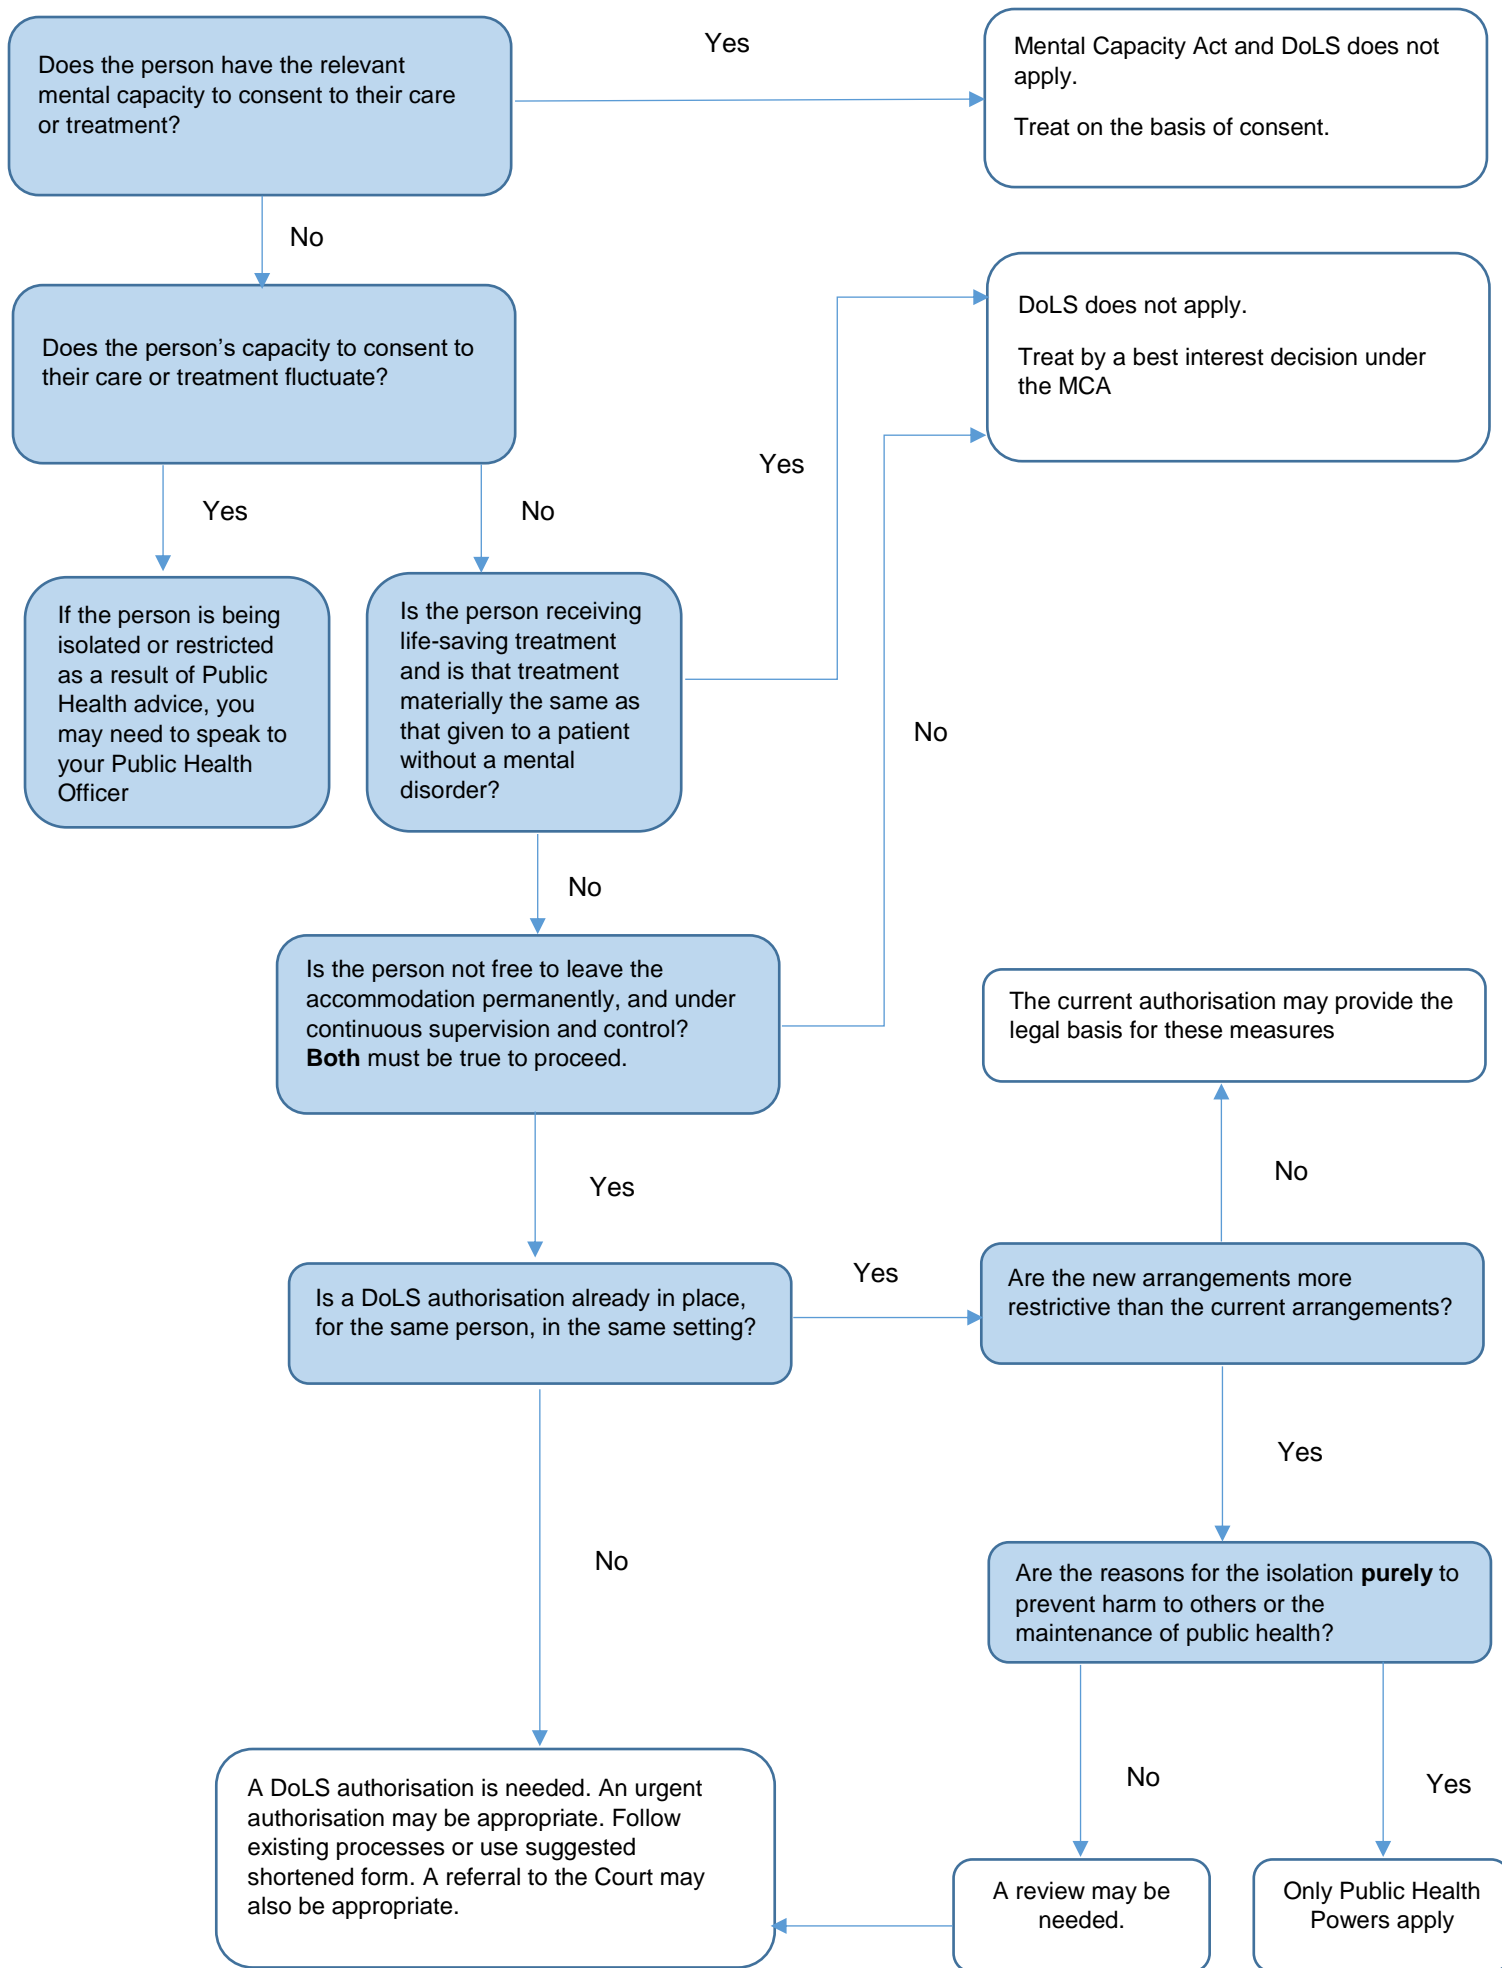 Does the person have the relevant
mental capacity to consent to their care
or treatment?
Yes
Mental Capacity Act and DoLS does not
apply.
Treat on the basis of consent.
No
Does the person’s capacity to consent to
their care or treatment fluctuate?
DoLS does not apply.
Treat by a best interest decision under
the MCA
Yes
No
Yes
If the person is being
isolated or restricted
as a result of Public
Health advice, you
may need to speak to
your Public Health
Officer
Is the person receiving
life-saving treatment
and is that treatment
materially the same as
that given to a patient
without a mental
disorder?
No
No
Is the person not free to leave the
accommodation permanently, and under
continuous supervision and control?
Both must be true to proceed.
The current authorisation may provide the
legal basis for these measures
No
Yes
Is a DoLS authorisation already in place,
for the same person, in the same setting?
Yes
Are the new arrangements more
restrictive than the current arrangements?
Yes
No
Are the reasons for the isolation purely to
prevent harm to others or the
maintenance of public health?
No
Yes
A DoLS authorisation is needed. An urgent
authorisation may be appropriate. Follow
existing processes or use suggested
shortened form. A referral to the Court may
also be appropriate.
A review may be
needed.
Only Public Health
Powers apply